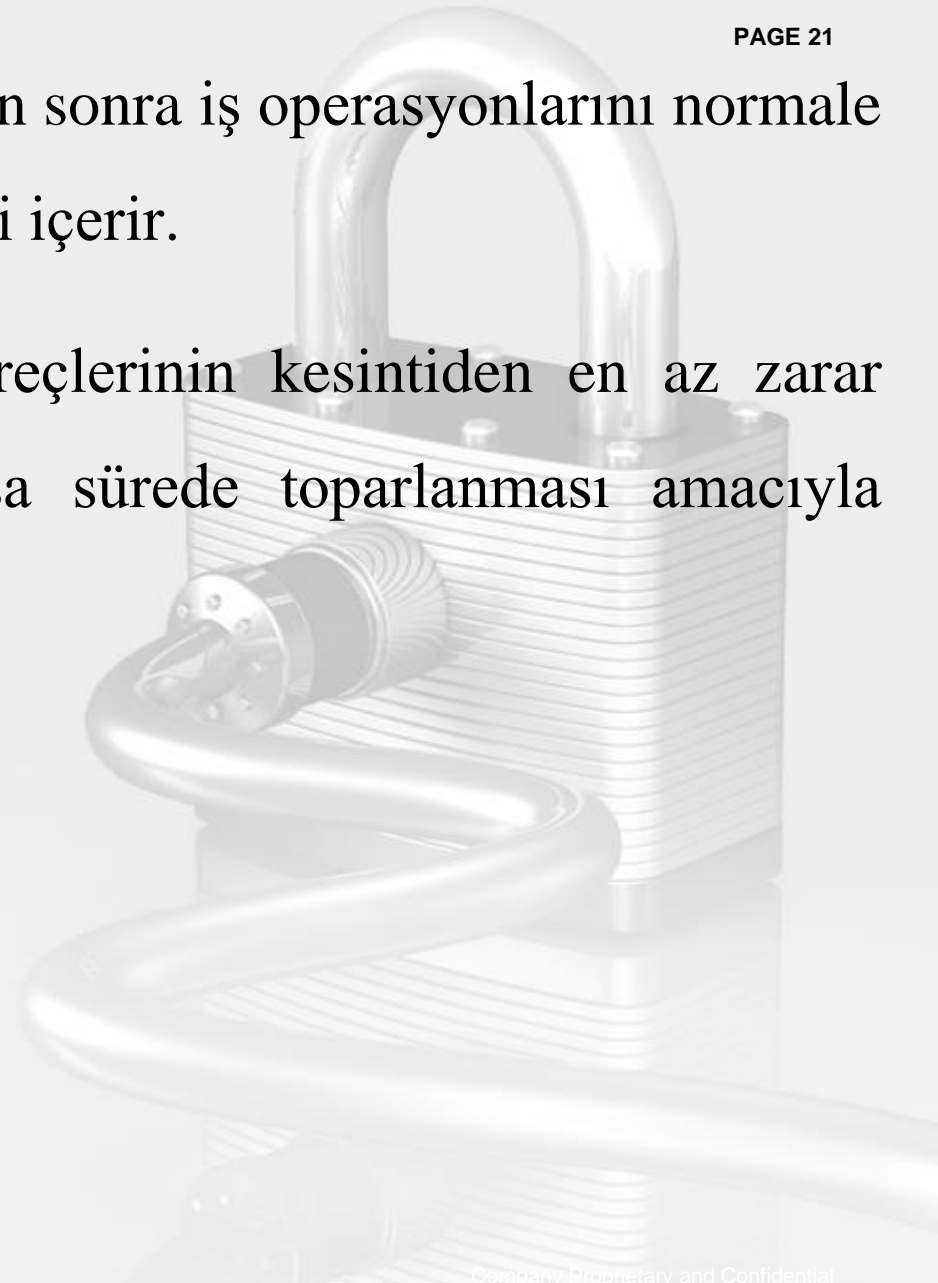 PAGE 21
n sonra iş operasyonlarını normale
i içerir.
reçlerinin kesintiden en az zarar
sa sürede toparlanması amacıyla
Company Proprietary and Confidential